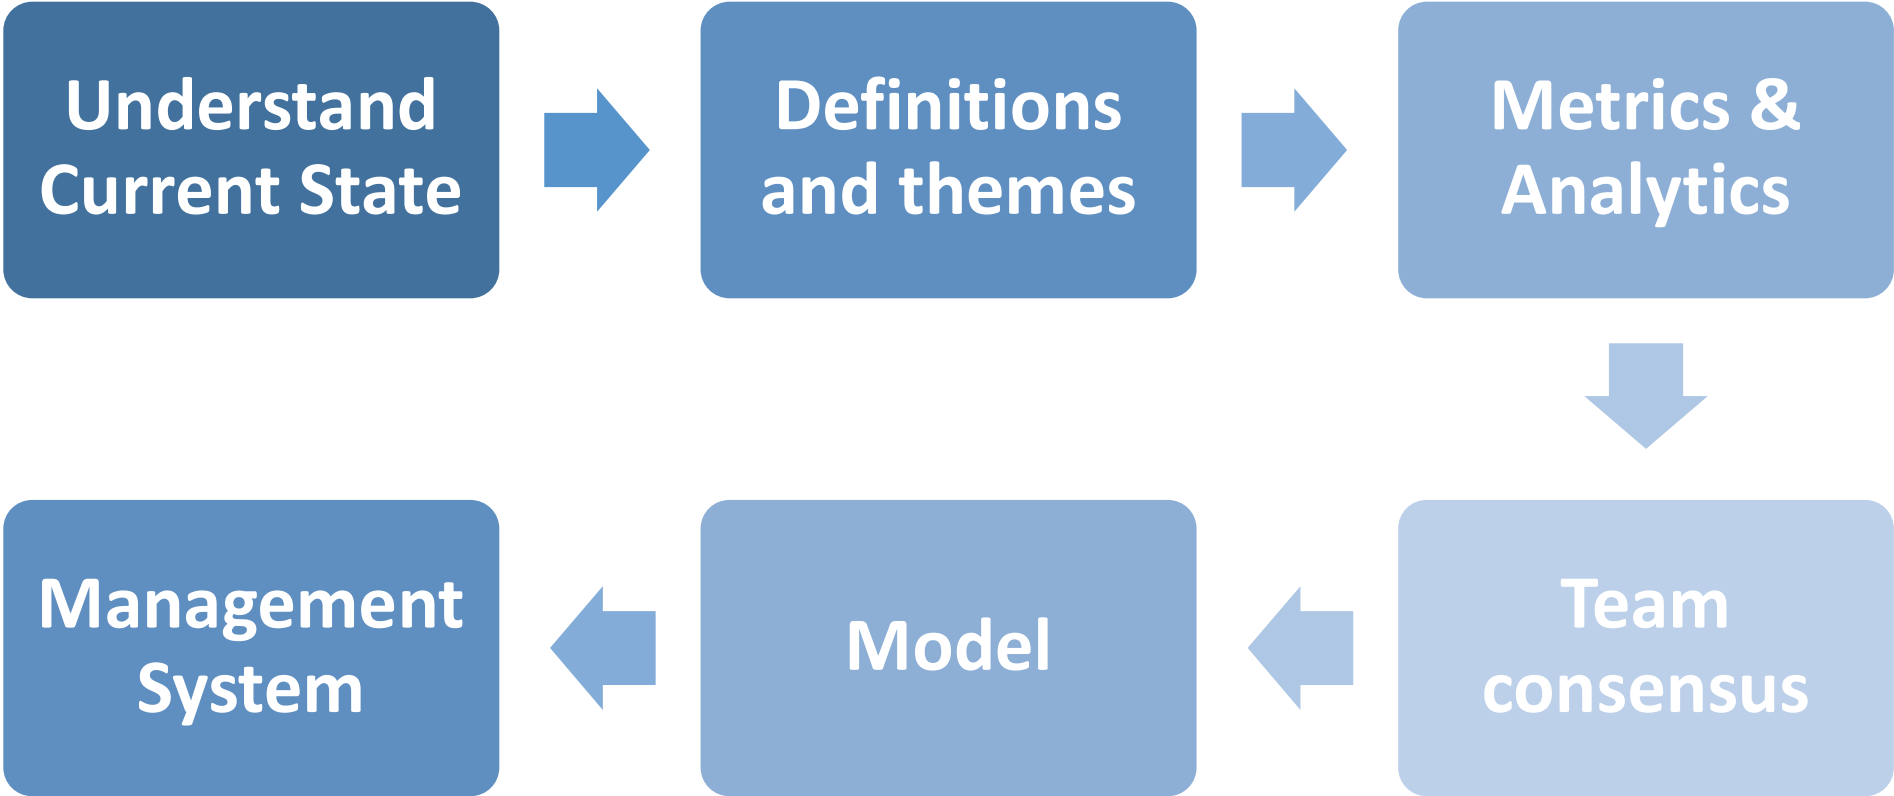 Understand
Current State
Definitions
and themes
Metrics &
Analytics
Team
consensus
Model
Management
System